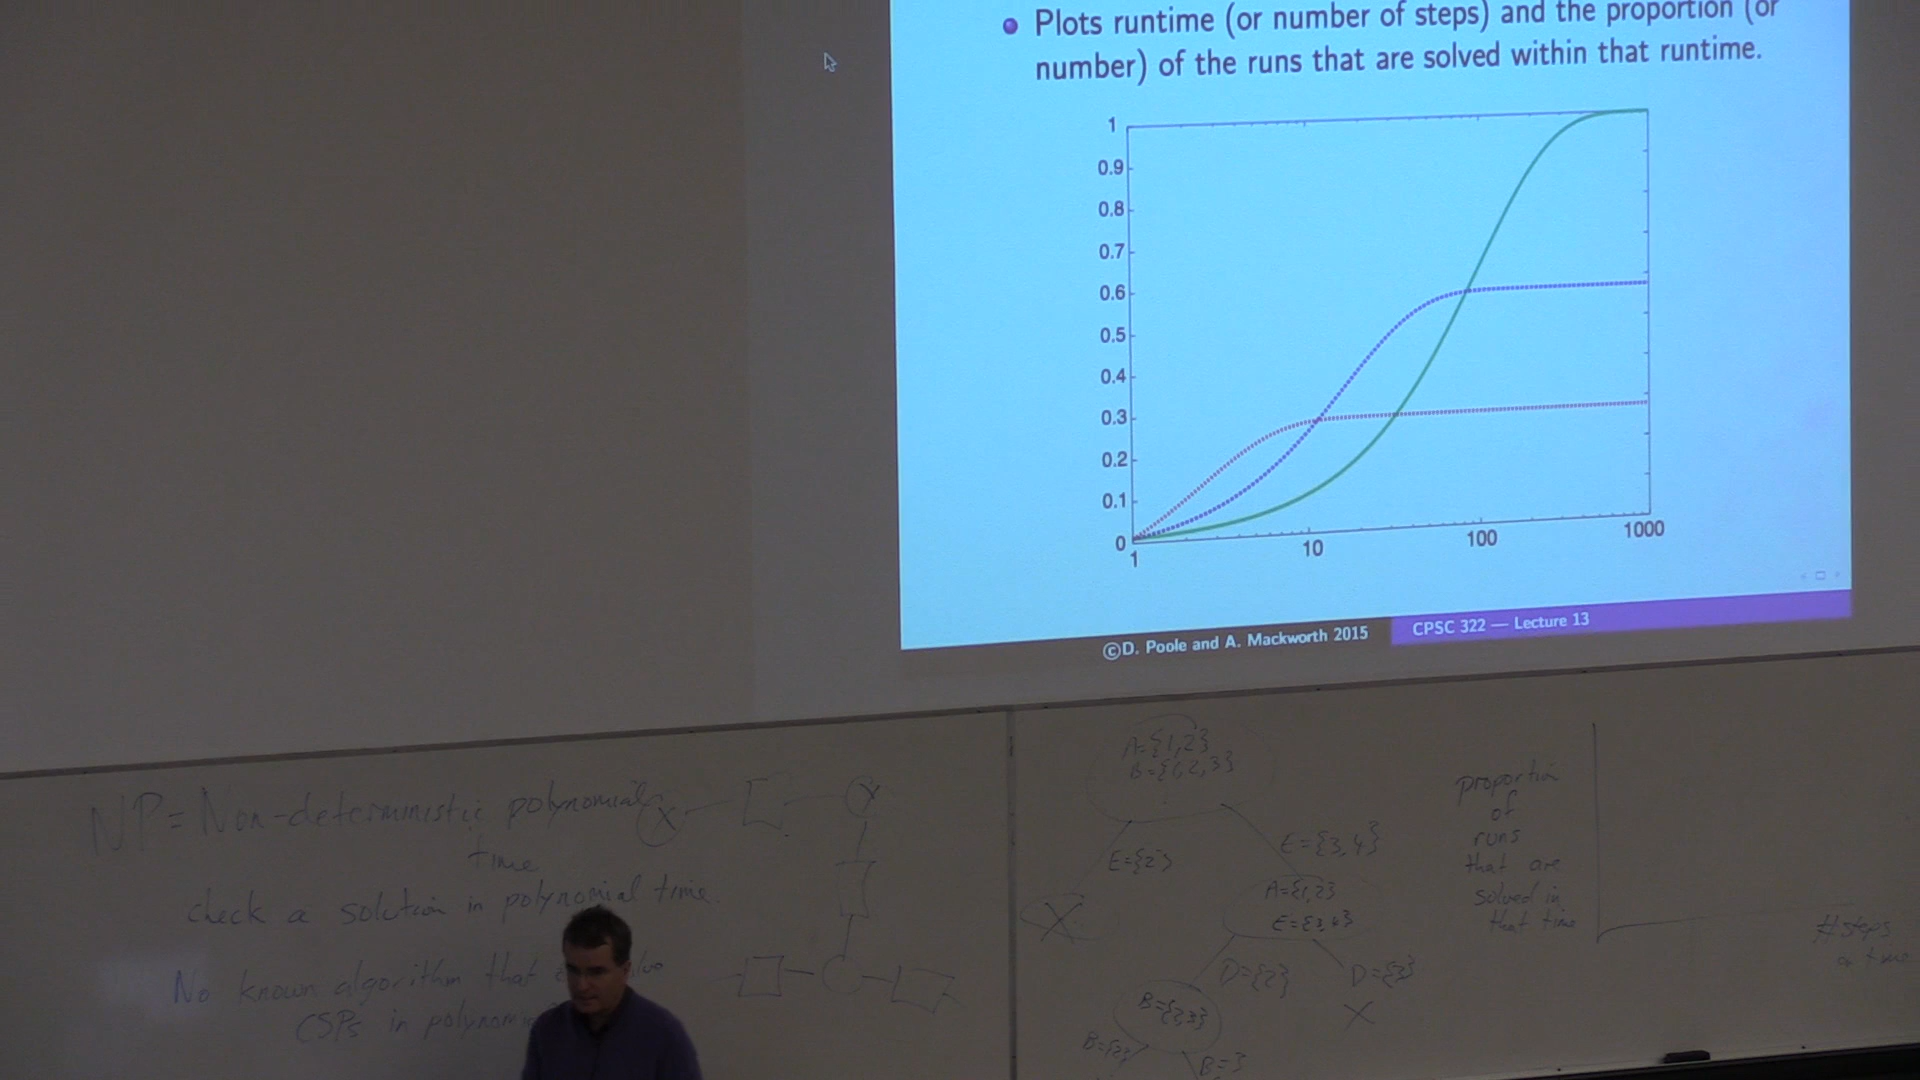 Plots runtime (or number of steps) and the proportion (or
number) of the runs that are solved within that runtime.
1
0.9
0.8
0.7
0.6
0.5
0.4
0.3
0.2
0.1
0
1
10
100
1000
©D. Poole and A. Mackworth 2015
CPSC 322 — Lecture 13
NP = Non-deterministic polynomial
time
check a solution in polynomial time.
No known algorithm that
CSPs in
X
Y
A={1,2}
B={1,2,3}
E={2}
E={3,4}
X
A={1,2}
E={3,4}
D={2}
D={3}
X
B={2,3}
B={2}
B=3
proportion
of
runs
that are
solved in
that time
#steps
or time